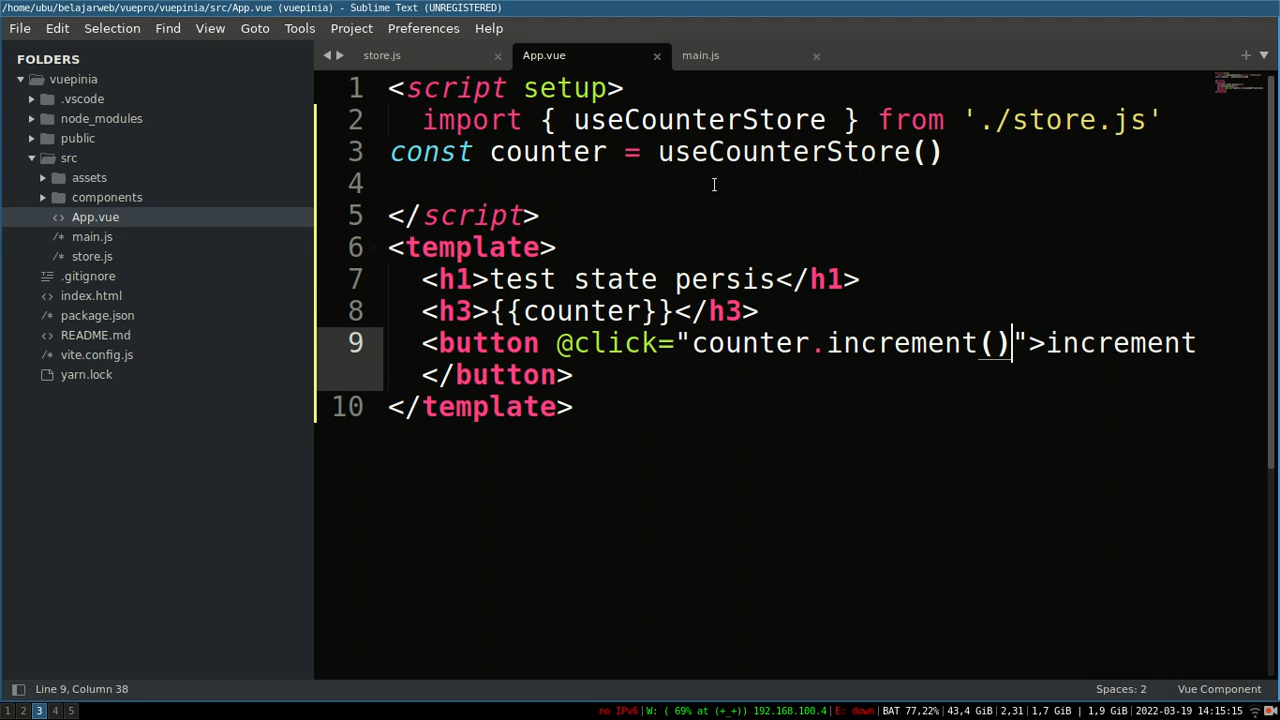 /home/ubu/belajarweb/vuepro/vuepinia/src/App.vue (vuepinia) - Sublime Text (UNREGISTERED)
File Edit Selection Find View Goto Tools Project Preferences Help
FOLDERS
vuepinia
.vscode
node_modules
public
src
assets
components
App.vue
main.js
store.js
.gitignore
index.html
package.json
README.md
vite.config.js
yarn.lock
store.js App.vue main.js
1 <script setup>
2 import { useCounterStore } from './store.js'
3 const counter = useCounterStore()
4
5 </script>
6 <template>
7 <h1>test state persis</h1>
8 <h3>{{counter}}</h3>
9 <button @click="counter.increment()">increment
</button>
10 </template>
Line 9, Column 38 Spaces: 2 Vue Component
1 2 3 4 5 no IPv6|W: ( 69% at (+_+)) 192.168.100.4|E: down|BAT 77,22%|43,4 GiB|2,31|1,7 GiB | 1,9 GiB|2022-03-19 14:15:15